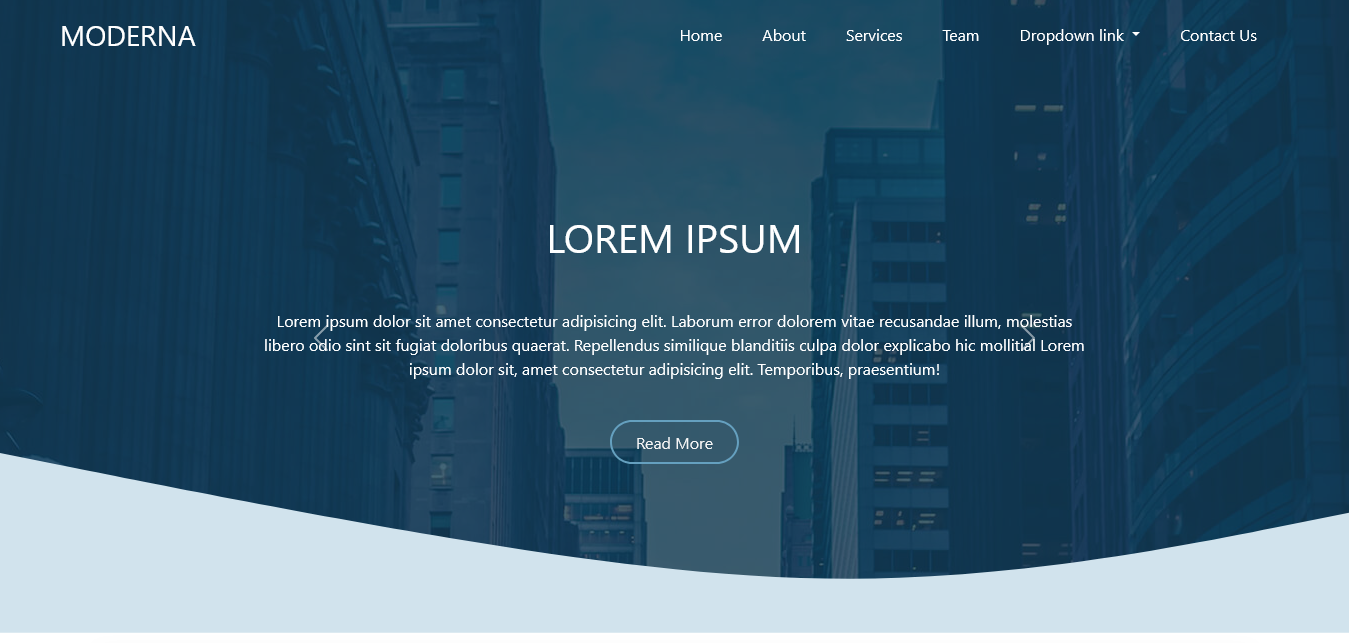 MODERNA
Home About Services Team Dropdown link Contact Us
LOREM IPSUM
Lorem ipsum dolor sit amet consectetur adipisicing elit. Laborum error dolorem vitae recusandae illum, molestias
libero odio sint sit fugiat doloribus quaerat. Repellendus similique blanditiis culpa dolor explicabo hic mollitia! Lorem
ipsum dolor sit, amet consectetur adipisicing elit. Temporibus, praesentium!
Read More